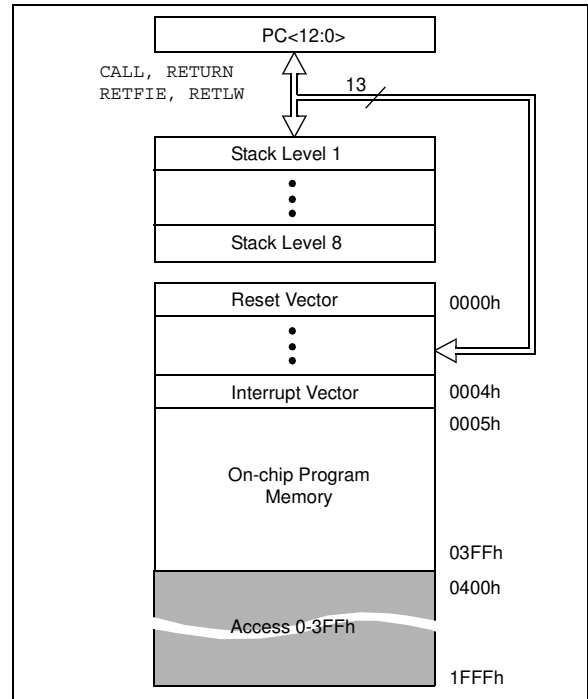 PC<12:0>
CALL, RETURN
RETFIE, RETLW
13
Stack Level 1
Stack Level 8
Reset Vector
0000h
Interrupt Vector
0004h
0005h
On-chip Program
Memory
03FFh
0400h
Access 0-3FFh
1FFFh